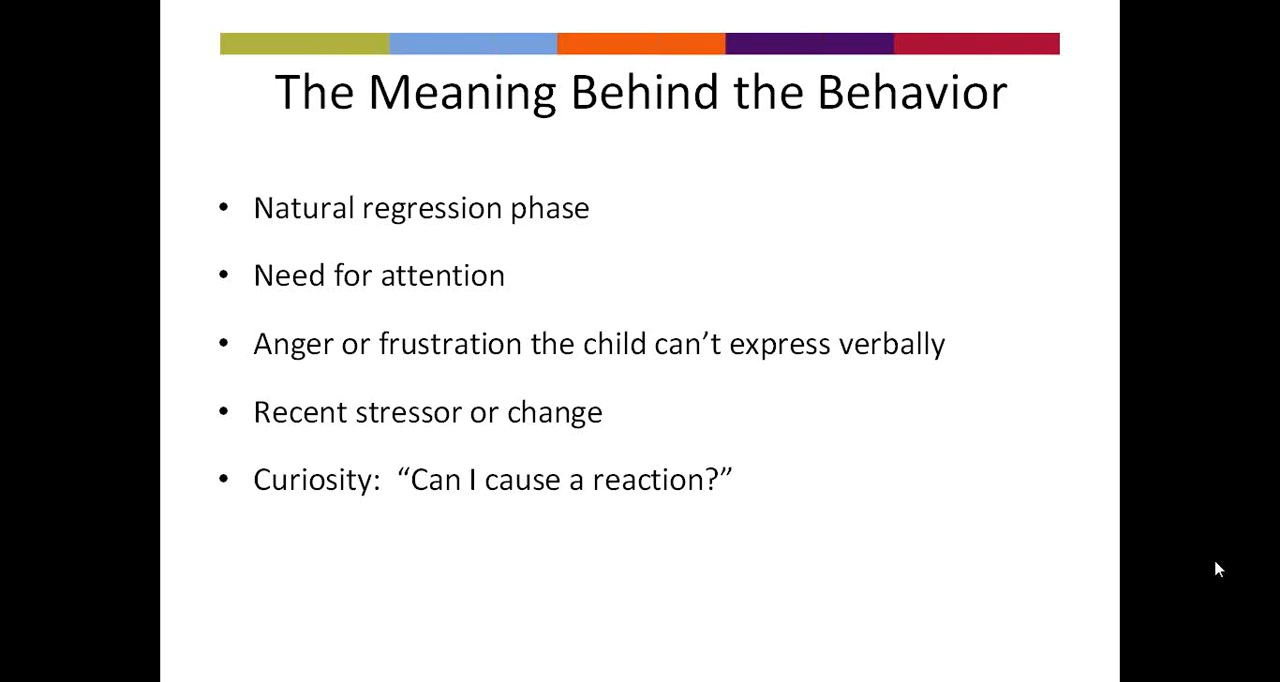 The Meaning Behind the Behavior
• Natural regression phase
• Need for attention
• Anger or frustration the child can’t express verbally
• Recent stressor or change
• Curiosity:  “Can I cause a reaction?”